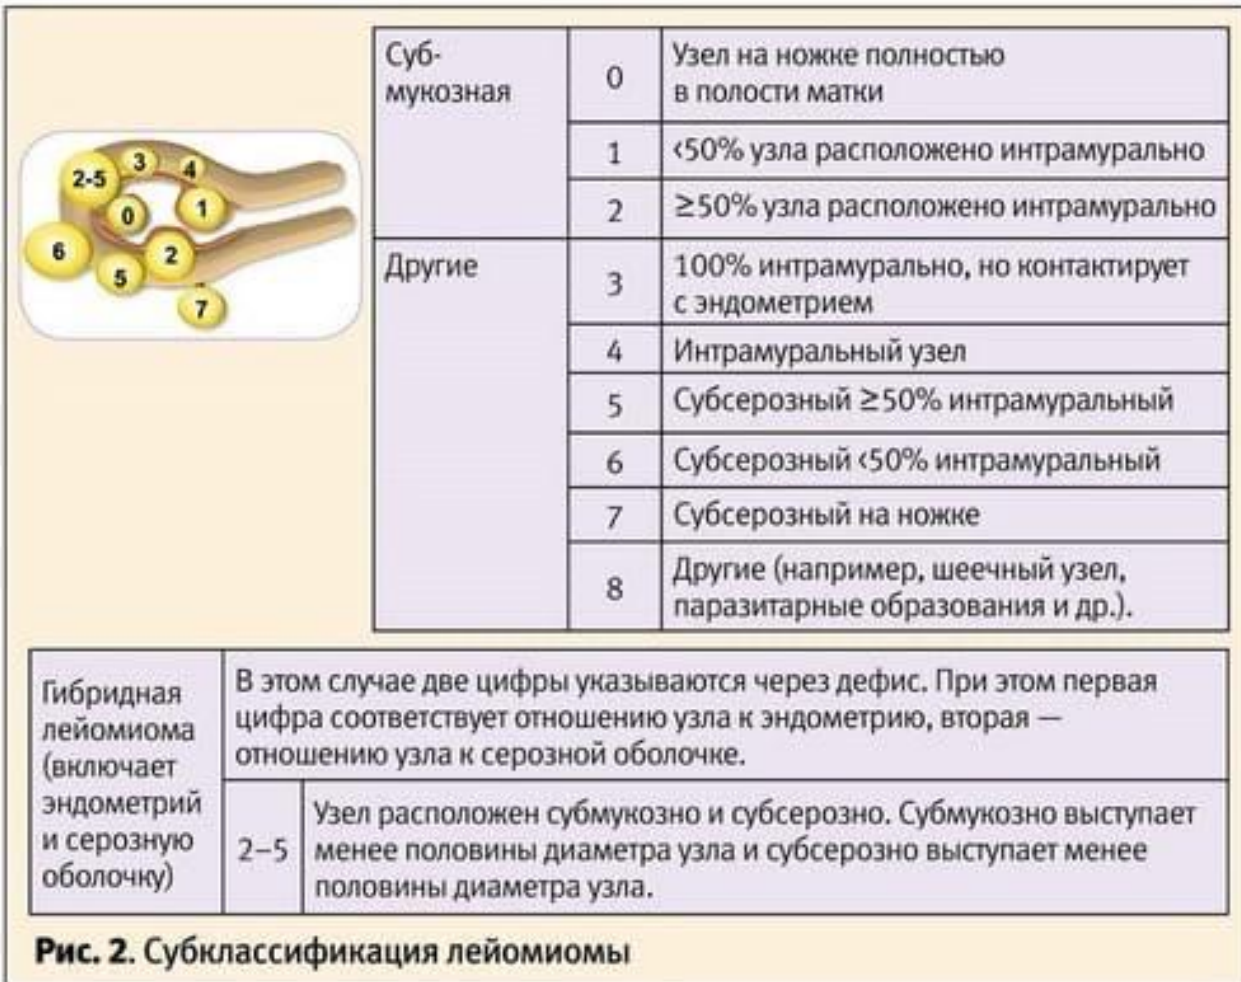 3
4
2-5
0
1
6
2
5
7
Суб-
мукозная
0
Узел на ножке полностью
в полости матки
1
<50% узла расположено интрамурально
2
≥50% узла расположено интрамурально
Другие
3
100% интрамурально, но контактирует
с эндометрием
4
Интрамуральный узел
5
Субсерозный ≥50% интрамуральный
6
Субсерозный <50% интрамуральный
7
Субсерозный на ножке
8
Другие (например, шеечный узел,
паразитарные образования и др.).
Гибридная
лейомиома
(включает
эндометрий
и серозную
оболочку)
В этом случае две цифры указываются через дефис. При этом первая
цифра соответствует отношению узла к эндометрию, вторая —
отношению узла к серозной оболочке.
2–5
Узел расположен субмукозно и субсерозно. Субмукозно выступает
менее половины диаметра узла и субсерозно выступает менее
половины диаметра узла.
Рис. 2. Субклассификация лейомиомы